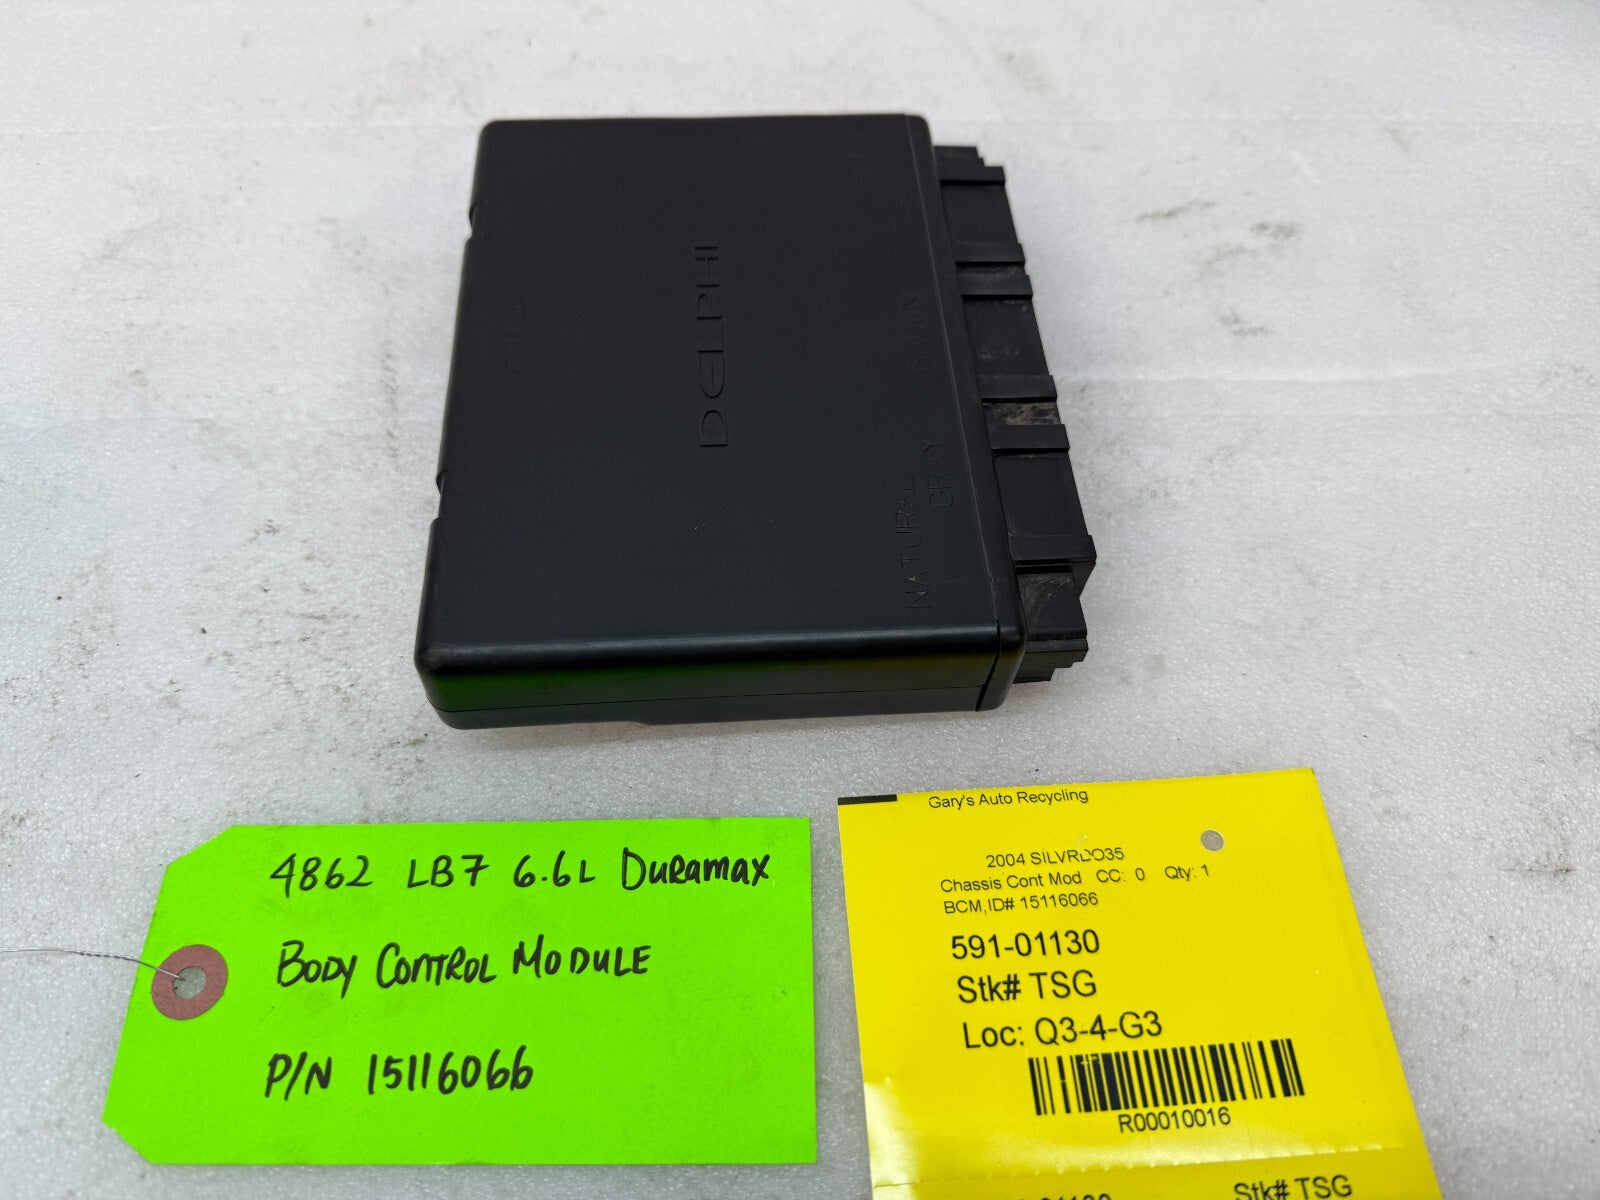 DELPHI
NATURAL
GRAY
4862 LB7 6.6L DURAMAX
BODY CONTROL MODULE
P/N 15116066
Gary's Auto Recycling
2004 SILVRDO35
Chassis Cont Mod CC: 0 Qty: 1
BCM,ID# 15116066
591-01130
Stk# TSG
Loc: Q3-4-G3
R00010016
Stk# TSG